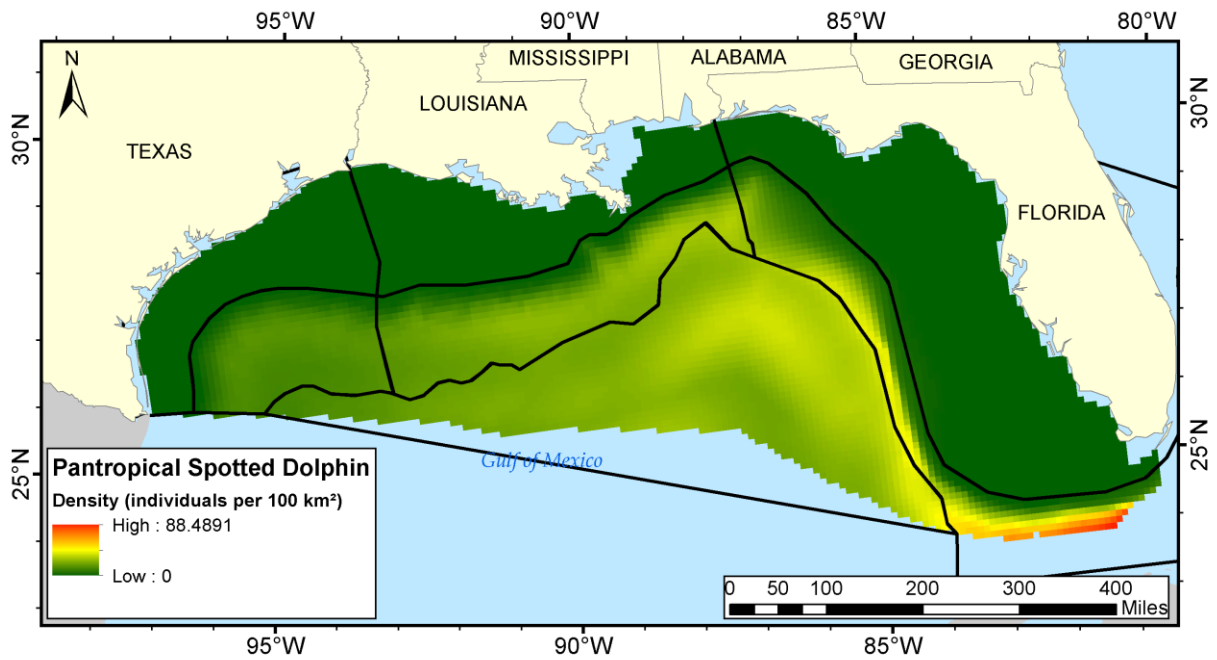 95°W 90°W 85°W 80°W
N
MISSISSIPPI ALABAMA GEORGIA
LOUISIANA
TEXAS
30°N 30°N
FLORIDA
25°N 25°N
Gulf of Mexico
Pantropical Spotted Dolphin
Density (individuals per 100 km²)
High : 88.4891
Low : 0
0 50 100 200 300 400
Miles
95°W 90°W 85°W